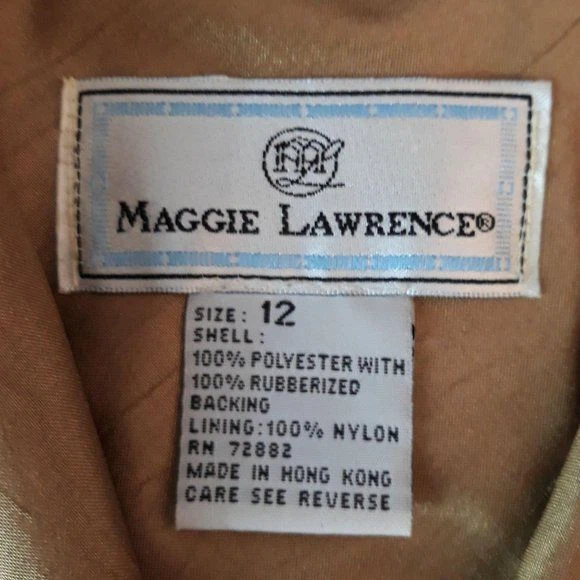 MAGGIE LAWRENCE®
SIZE: 12
SHELL:
100% POLYESTER WITH
100% RUBBERIZED
BACKING
LINING:100% NYLON
RN 72882
MADE IN HONG KONG
CARE SEE REVERSE